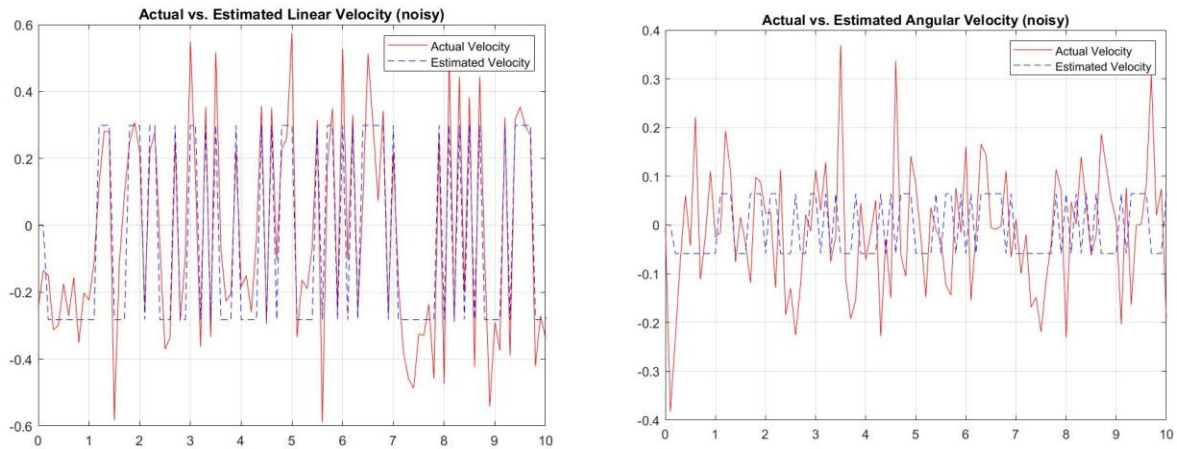 Actual vs. Estimated Linear Velocity (noisy)
0.6
0.4
0.2
0
-0.2
-0.4
-0.6
0 1 2 3 4 5 6 7 8 9 10
Actual Velocity
Estimated Velocity
Actual vs. Estimated Angular Velocity (noisy)
0.4
0.3
0.2
0.1
0
-0.1
-0.2
-0.3
-0.4
0 1 2 3 4 5 6 7 8 9 10
Actual Velocity
Estimated Velocity